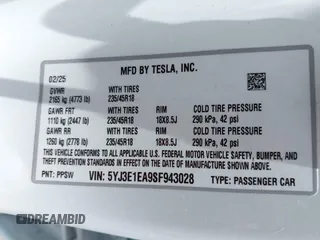 MFD BY TESLA, INC.
02/25
GVWR WITH TIRES
2165 kg (4773 lb) 235/45R18
GAWR FRT WITH TIRES RIM COLD TIRE PRESSURE
1110 kg (2447 lb) 235/45R18 18X8.5J 290 kPa, 42 psi
GAWR RR WITH TIRES RIM COLD TIRE PRESSURE
1260 kg (2778 lb) 235/45R18 18X8.5J 290 kPa, 42 psi
THIS VEHICLE CONFORMS TO ALL APPLICABLE
FEDERAL MOTOR VEHICLE SAFETY, BUMPER, AND
THEFT PREVENTION STANDARDS IN EFFECT ON THE
DATE OF MANUFACTURE SHOWN ABOVE.
PNT: PPSW VIN: 5YJ3E1EA9SF943028
DREAMBID